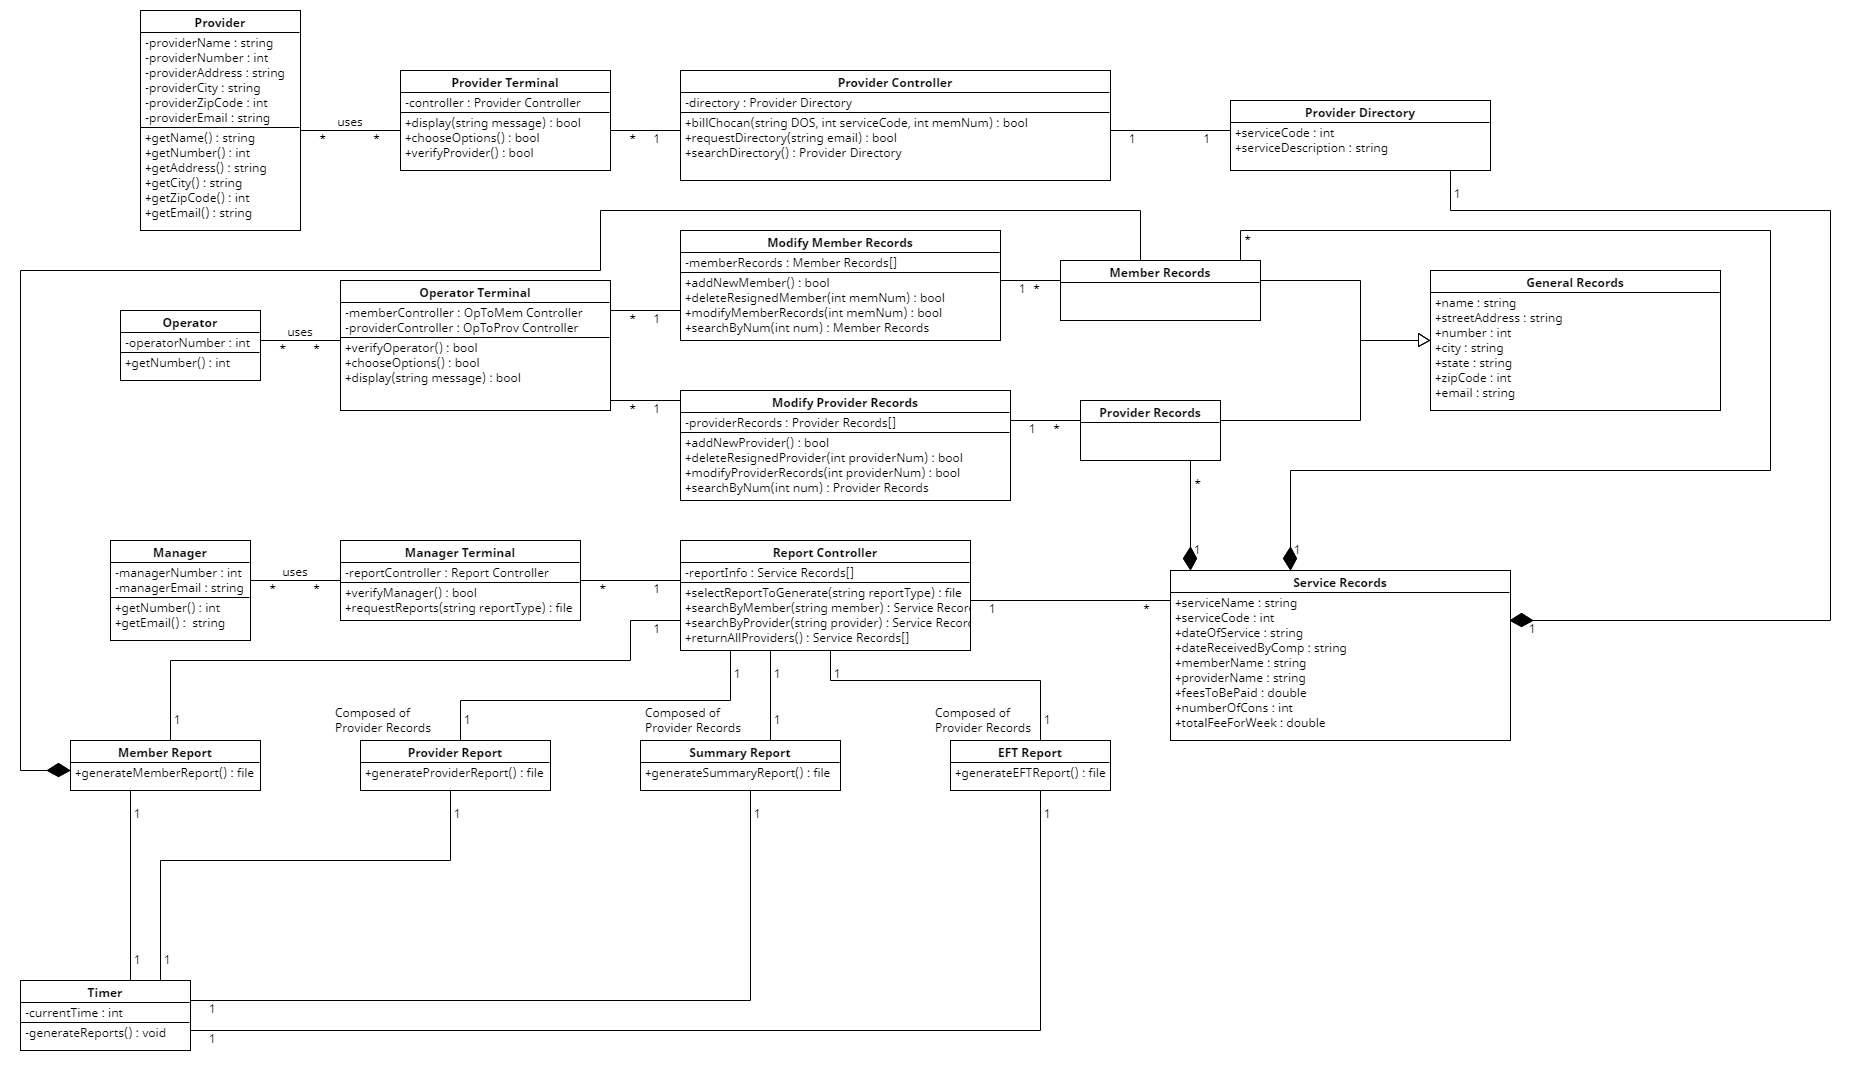 Provider
-providerName : string
-providerNumber : int
-providerAddress : string
-providerCity : string
-providerZipCode : int
-providerEmail : string
+getName() : string
+getNumber() : int
+getAddress() : string
+getCity() : string
+getZipCode() : int
+getEmail() : string
uses
*
*
Provider Terminal
-controller : Provider Controller
+display(string message) : bool
+chooseOptions() : bool
+verifyProvider() : bool
*
1
Provider Controller
-directory : Provider Directory
+billChocan(string DOS, int serviceCode, int memNum) : bool
+requestDirectory(string email) : bool
+searchDirectory() : Provider Directory
1
1
Provider Directory
+serviceCode : int
+serviceDescription : string
1
Operator
-operatorNumber : int
+getNumber() : int
uses
*
*
Operator Terminal
-memberController : OpToMem Controller
-providerController : OpToProv Controller
+verifyOperator() : bool
+chooseOptions() : bool
+display(string message) : bool
*
1
*
1
Modify Member Records
-memberRecords : Member Records[]
+addNewMember() : bool
+deleteResignedMember(int memNum) : bool
+modifyMemberRecords(int memNum) : bool
+searchByNum(int num) : Member Records
1
*
Member Records
*
General Records
+name : string
+streetAddress : string
+number : int
+city : string
+state : string
+zipCode : int
+email : string
Modify Provider Records
-providerRecords : Provider Records[]
+addNewProvider() : bool
+deleteResignedProvider(int providerNum) : bool
+modifyProviderRecords(int providerNum) : bool
+searchByNum(int num) : Provider Records
1
*
Provider Records
*
1
1
Manager
-managerNumber : int
-managerEmail : string
+getNumber() : int
+getEmail() : string
uses
*
*
Manager Terminal
-reportController : Report Controller
+verifyManager() : bool
+requestReports(string reportType) : file
*
1
1
Report Controller
-reportInfo : Service Records[]
+selectReportToGenerate(string reportType) : file
+searchByMember(string member) : Service Recor
+searchByProvider(string provider) : Service Recor
+returnAllProviders() : Service Records[]
1
*
Service Records
+serviceName : string
+serviceCode : int
+dateOfService : string
+dateReceivedByComp : string
+memberName : string
+providerName : string
+feesToBePaid : double
+numberOfCons : int
+totalFeeForWeek : double
1
1
1
1
1
Member Report
+generateMemberReport() : file
Composed of
Provider Records
1
Provider Report
+generateProviderReport() : file
Composed of
Provider Records
1
Summary Report
+generateSummaryReport() : file
Composed of
Provider Records
1
EFT Report
+generateEFTReport() : file
1
1
1
1
1
1
Timer
-currentTime : int
-generateReports() : void
1
1